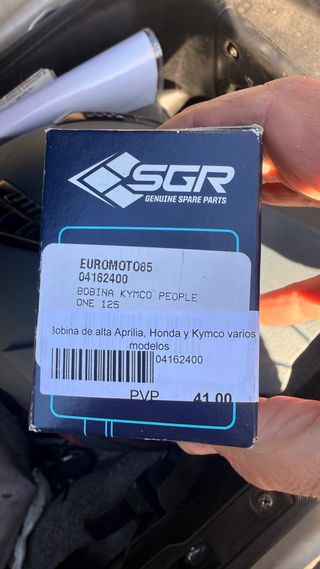 SGR
GENUINE SPARE PARTS
EUROMOTO85
04162400
BOBINA KYMCO PEOPLE
ONE 125
Bobina de alta Aprilia, Honda y Kymco varios
modelos
04162400
PVP 41.00